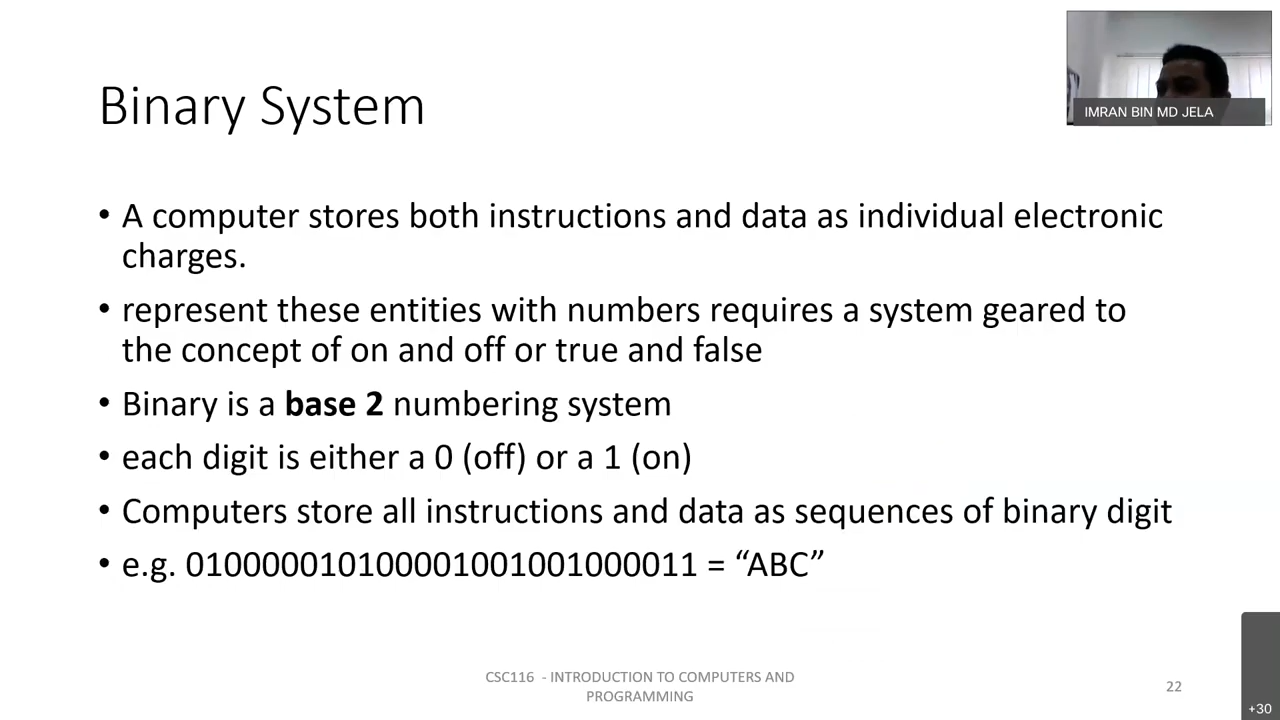 IMRAN BIN MD JELA
Binary System
• A computer stores both instructions and data as individual electronic
charges.
• represent these entities with numbers requires a system geared to
the concept of on and off or true and false
• Binary is a base 2 numbering system
• each digit is either a 0 (off) or a 1 (on)
• Computers store all instructions and data as sequences of binary digit
• e.g. 010000010100001001001000011 = “ABC”
CSC116 - INTRODUCTION TO COMPUTERS AND
PROGRAMMING
22
+30